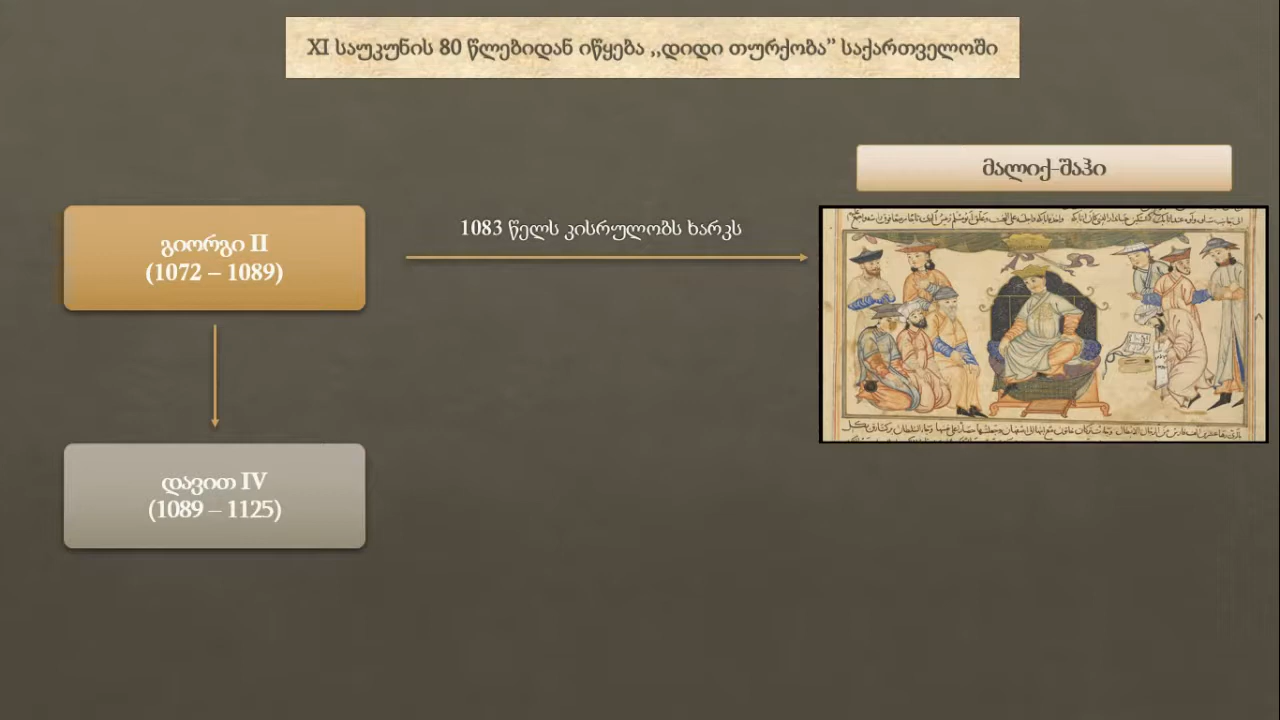 XI საუკუნის 80 წლებიდან იწყება ,,დიდი თურქობა” საქართველოში
მალიქ-შაჰი
გიორგი II
(1072 – 1089)
1083 წელს კისრულობს ხარკს
დავით IV
(1089 – 1125)